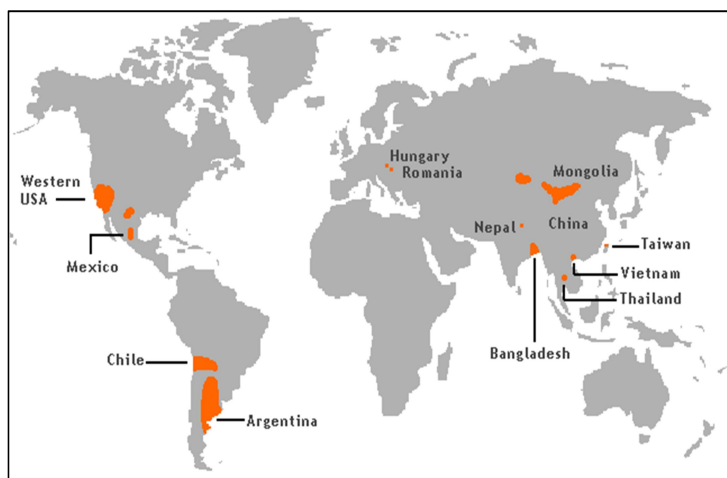 Hungary
Romania
Mongolia
Western
USA
China
Nepal
Taiwan
Mexico
Vietnam
Thailand
Bangladesh
Chile
Argentina